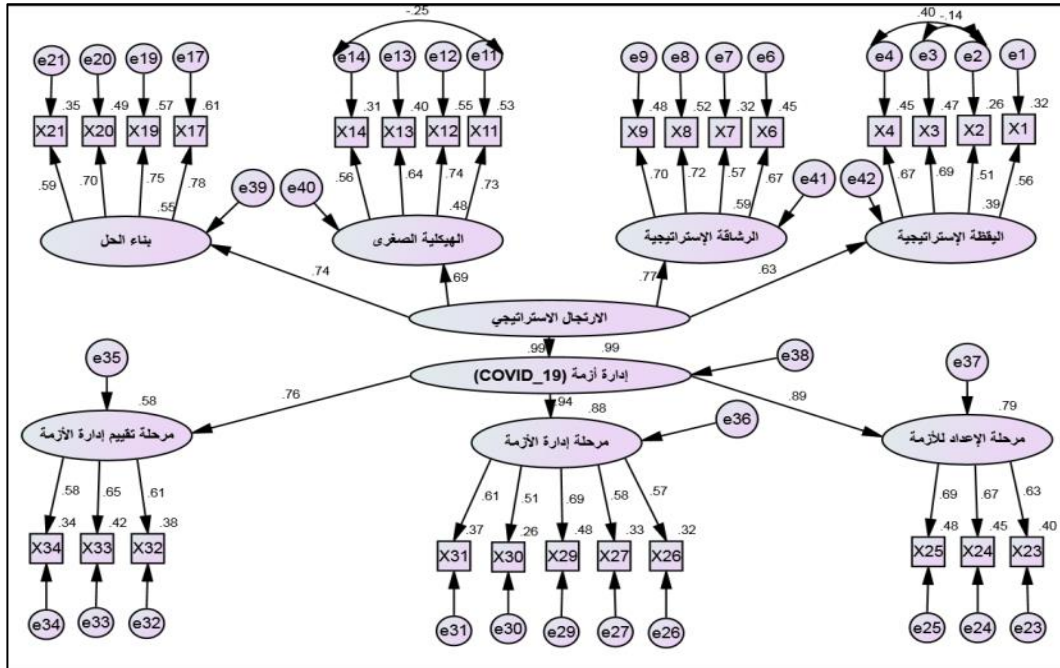 -.25
.40 -.14
e21 e20 e19 e17
e14 e13 e12 e11
e9 e8 e7 e6
e4 e3 e2 e1
.35 .49 .57 .61
.31 .40 .55 .53
.48 .52 .32 .45
.45 .47 .26 .32
X21 X20 X19 X17
X14 X13 X12 X11
X9 X8 X7 X6
X4 X3 X2 X1
.59 .70 .75 .78
.56 .64 .74 .73
.70 .72 .57 .67
.67 .69 .51 .56
e39 e40 e41 e42
.55 .48 .59 .39
بناء الحل
الهيكلية الصغرى
الرشاقة الإستراتيجية
اليقظة الإستراتيجية
.74 .69 .77 .63
الارتجال الاستراتيجي
.99 .99
إدارة أزمة (COVID_19)
e38
e35 e37
.76 .94 .89
.58 .88 .79
e36
مرحلة تقييم إدارة الأزمة
مرحلة إدارة الأزمة
مرحلة الإعداد للأزمة
.58 .65 .61
.61 .51 .69 .58 .57
.69 .67 .63
.34 .42 .38
.37 .26 .48 .33 .32
.48 .45 .40
X34 X33 X32
X31 X30 X29 X27 X26
X25 X24 X23
e34 e33 e32
e31 e30 e29 e27 e26
e25 e24 e23